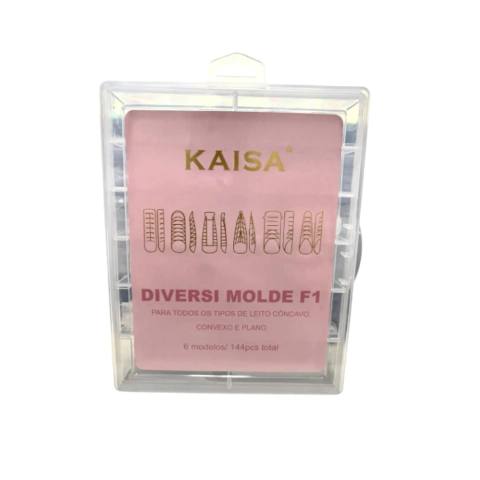 KAISA®
DIVERSI MOLDE F1
PARA TODOS OS TIPOS DE LEITO CÔNCAVO,
CONVEXO E PLANO
6 modelos/ 144pcs total